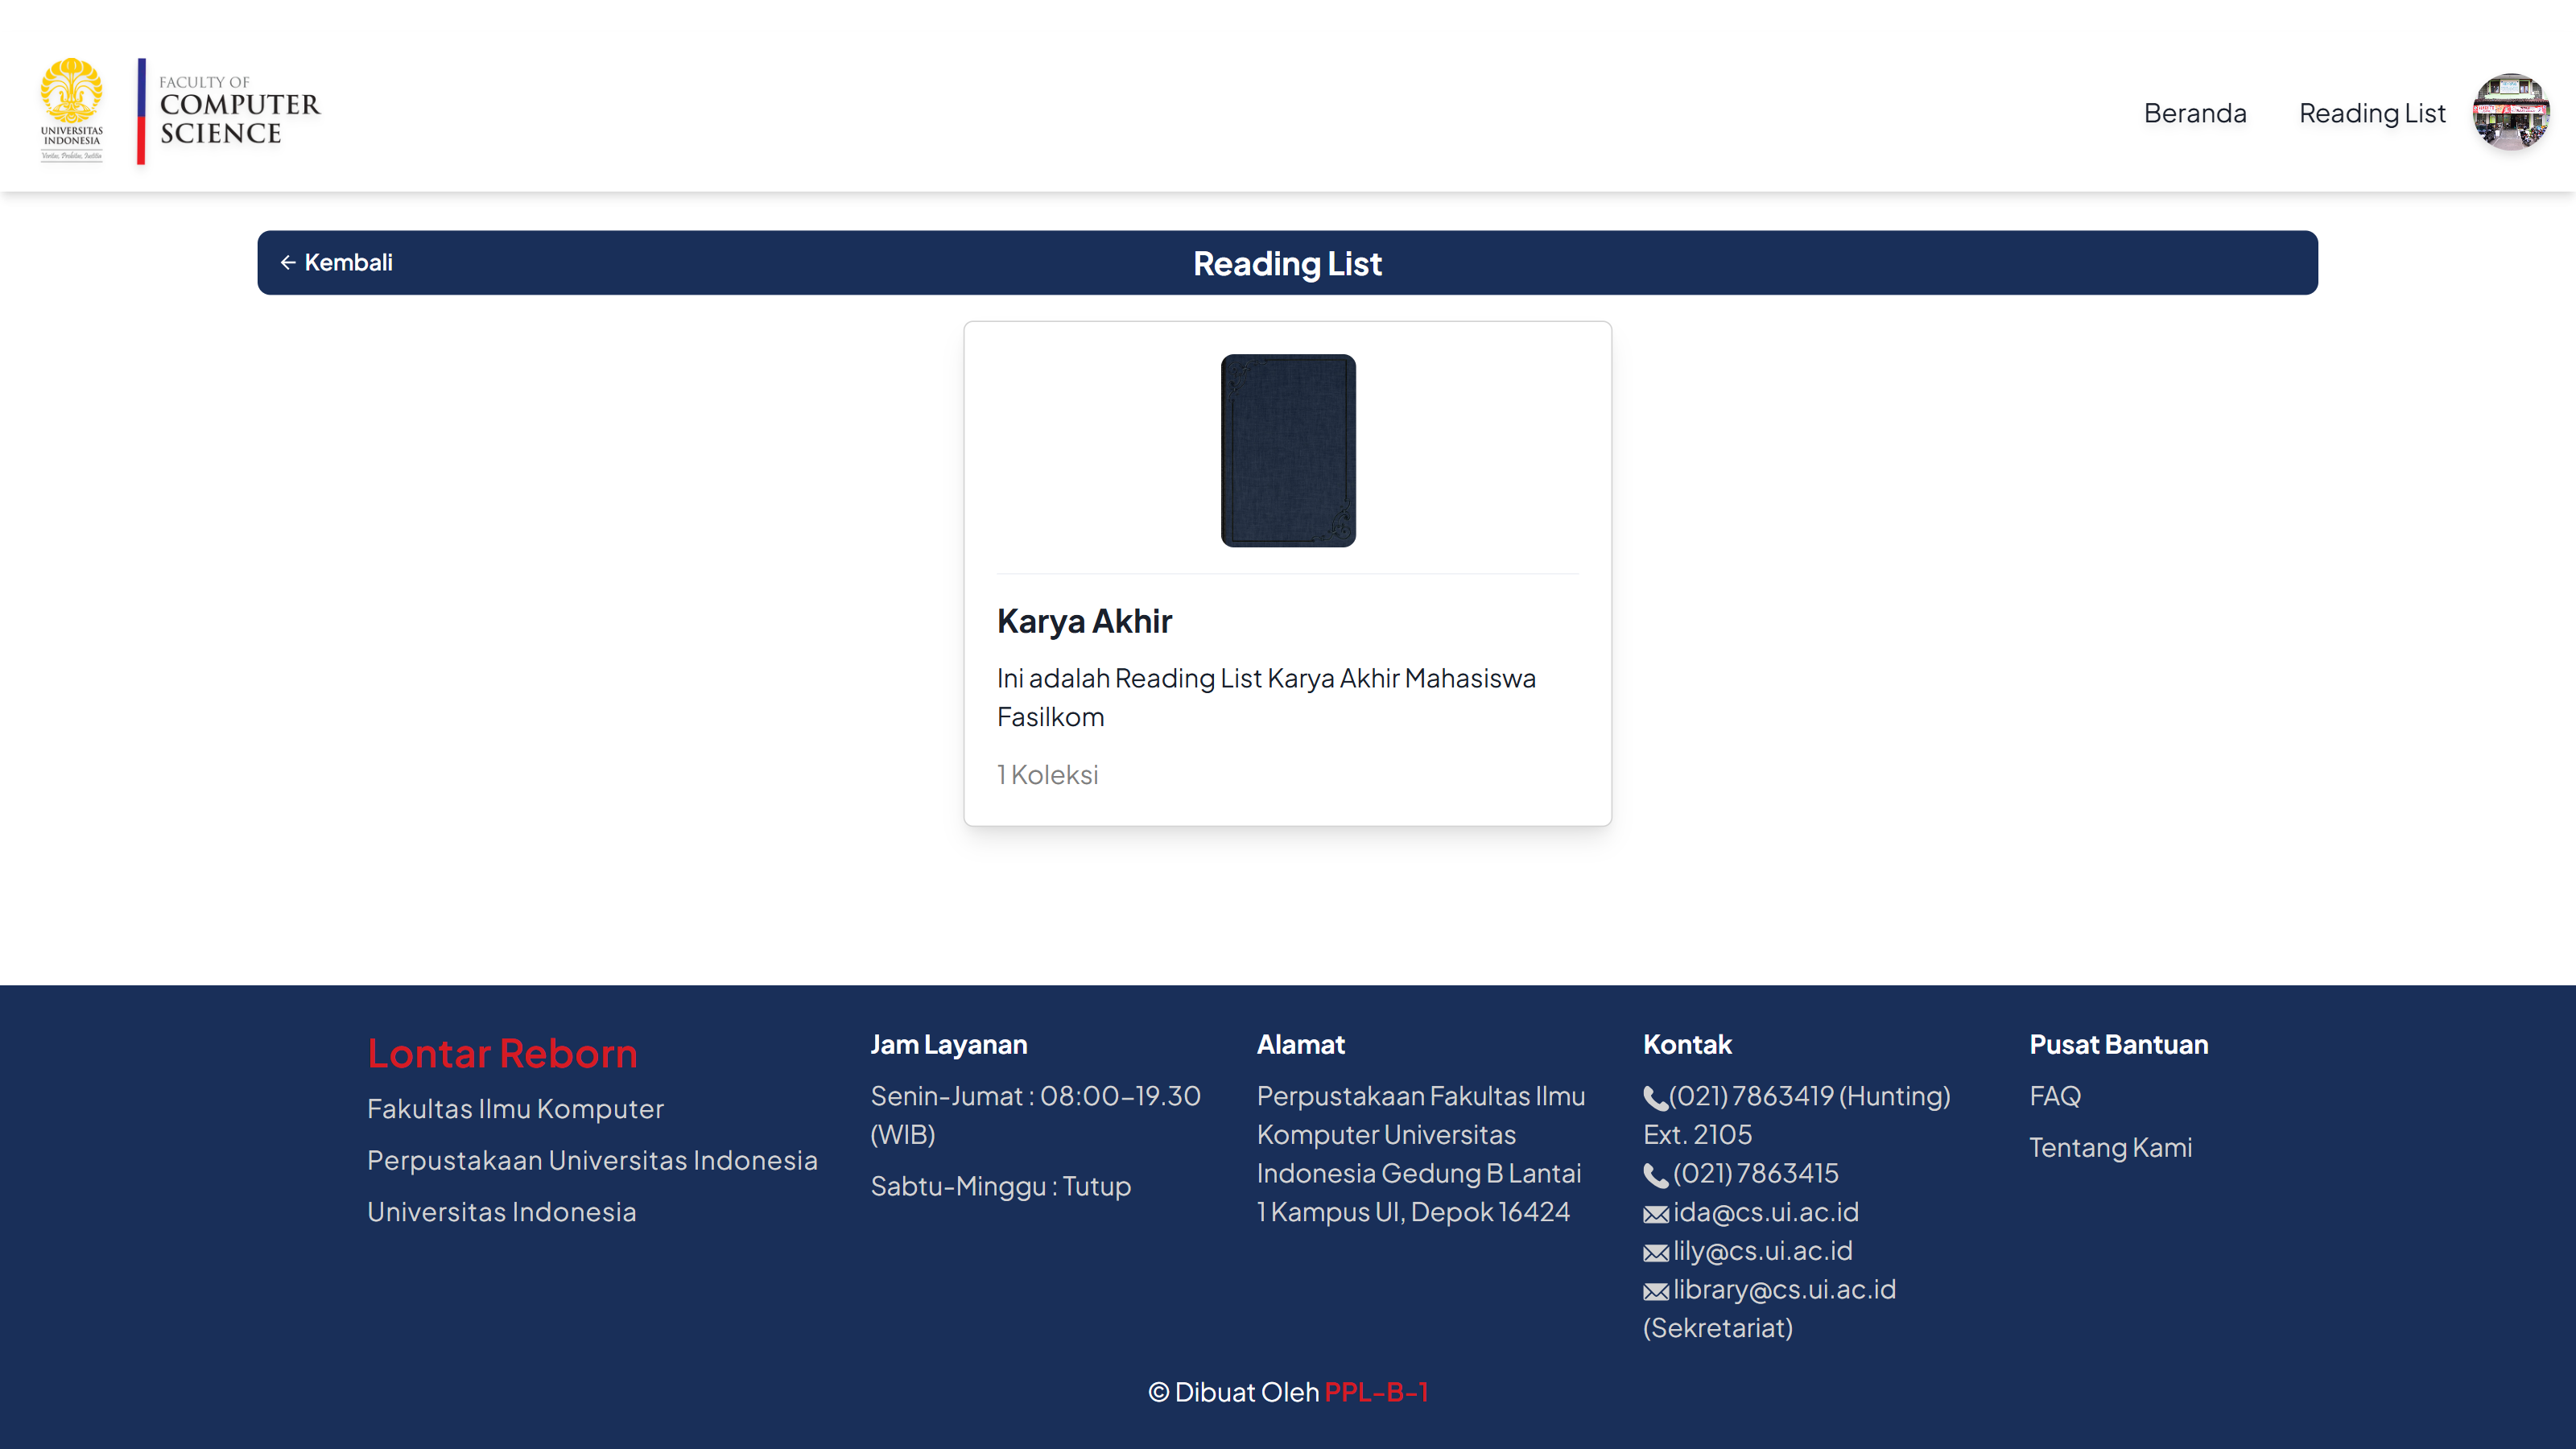 UNIVERSITAS
INDONESIA
Veritas, Probitas, Iustitia
FACULTY OF
COMPUTER
SCIENCE
Beranda
Reading List
← Kembali
Reading List
Karya Akhir
Ini adalah Reading List Karya Akhir Mahasiswa
Fasilkom
1 Koleksi
Lontar Reborn
Fakultas Ilmu Komputer
Perpustakaan Universitas Indonesia
Universitas Indonesia
Jam Layanan
Senin-Jumat : 08:00–19.30
(WIB)
Sabtu-Minggu : Tutup
Alamat
Perpustakaan Fakultas Ilmu
Komputer Universitas
Indonesia Gedung B Lantai
1 Kampus UI, Depok 16424
Kontak
(021) 7863419 (Hunting)
Ext. 2105
(021) 7863415
ida@cs.ui.ac.id
lily@cs.ui.ac.id
library@cs.ui.ac.id
(Sekretariat)
Pusat Bantuan
FAQ
Tentang Kami
© Dibuat Oleh PPL-B-1